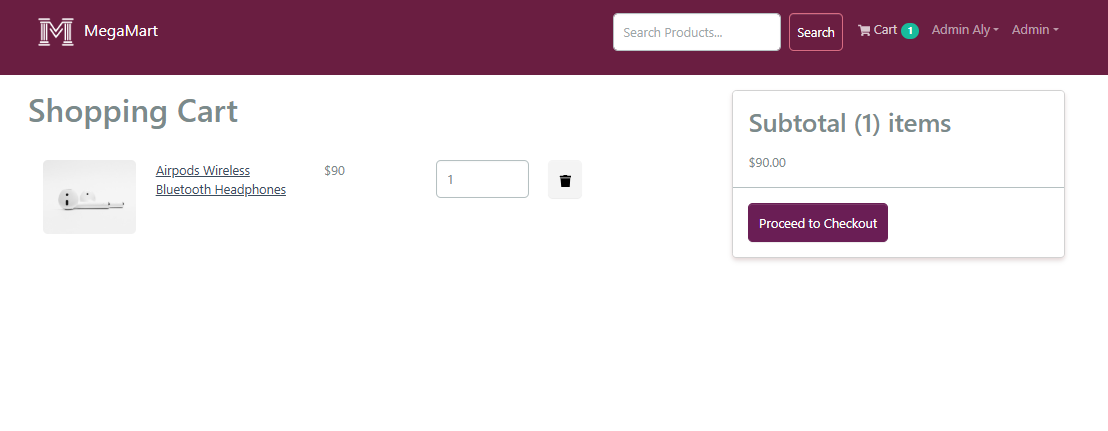 MegaMart
Search Products...
Search
Cart 1
Admin Aly
Admin
Shopping Cart
Airpods Wireless
Bluetooth Headphones
$90
1
Subtotal (1) items
$90.00
Proceed to Checkout